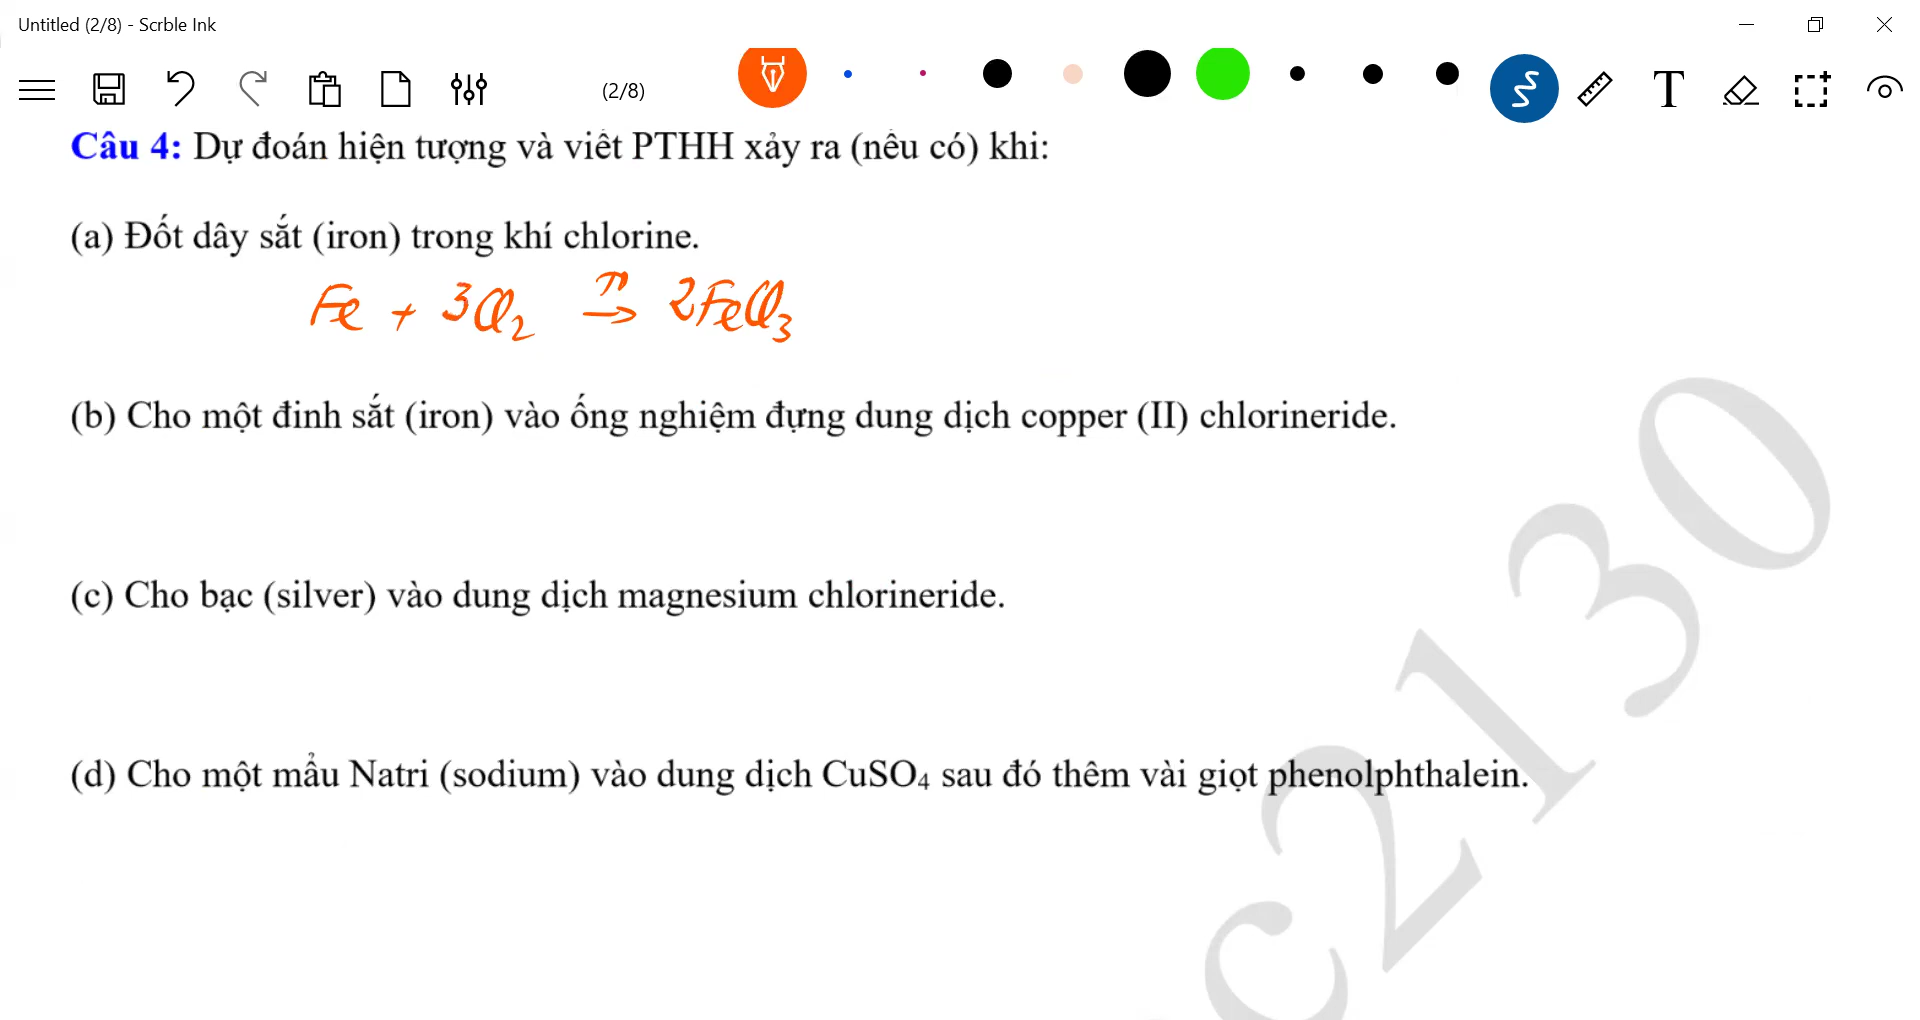 Untitled (2/8) - Scrble Ink
(2/8)
T
Câu 4: Dự đoán hiện tượng và viết PTHH xảy ra (nếu có) khi:
(a) Đốt dây sắt (iron) trong khí chlorine.
Fe + 3Cl₂ → 2FeCl₃
(b) Cho một đinh sắt (iron) vào ống nghiệm đựng dung dịch copper (II) chlorineride.
(c) Cho bạc (silver) vào dung dịch magnesium chlorineride.
(d) Cho một mẩu Natri (sodium) vào dung dịch CuSO₄ sau đó thêm vài giọt phenolphthalein.
c2130